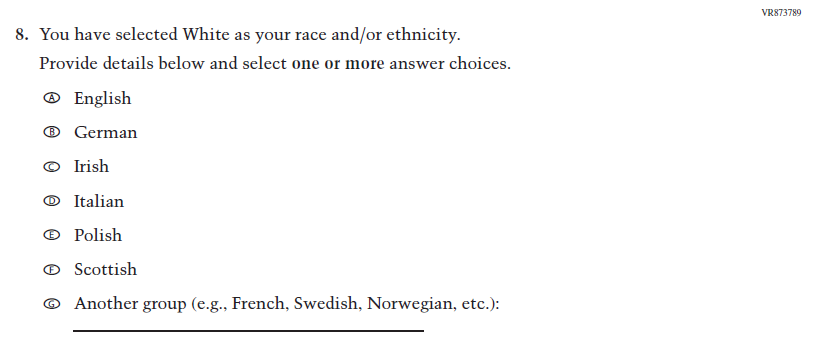 VR873789
8. You have selected White as your race and/or ethnicity.
Provide details below and select one or more answer choices.
A English
B German
C Irish
D Italian
E Polish
F Scottish
G Another group (e.g., French, Swedish, Norwegian, etc.):